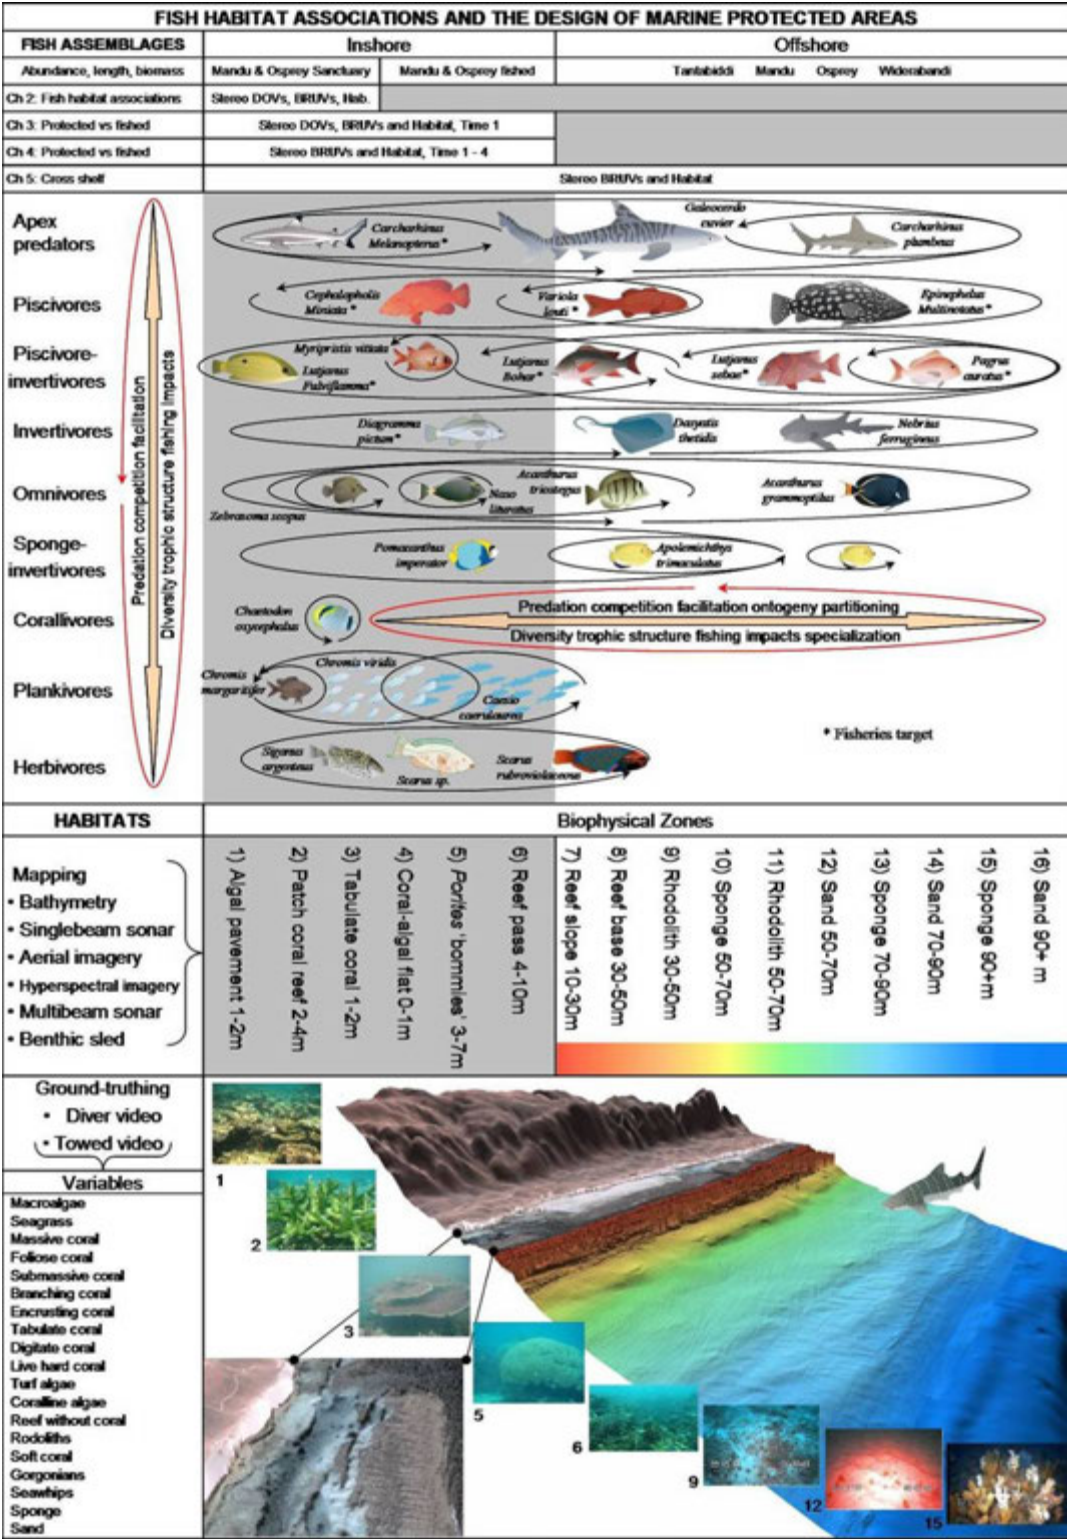 FISH HABITAT ASSOCIATIONS AND THE DESIGN OF MARINE PROTECTED AREAS
FISH ASSEMBLAGES
Inshore
Offshore
Abundance, length, biomass
Mandu & Osprey Sanctuary
Mandu & Osprey fished
Tantabiddi Mandu Osprey Widerabandi
Ch 2: Fish habitat associations
Stereo DOVs, BRUVs, Hab.
Ch 3: Protected vs fished
Stereo DOVs, BRUVs and Habitat, Time 1
Ch 4: Protected vs fished
Stereo BRUVs and Habitat, Time 1 - 4
Ch 5: Cross shelf
Stereo BRUVs and Habitat
Apex
predators
Carcharhinus
Melanopterus *
Galeocerdo
cuvier
Carcharhinus
plumbeus
Piscivores
Cephalopholis
Miniata *
Variola
louti *
Epinephelus
Multinotatus *
Piscivore-
invertivores
Myripristis vittata
Lutjanus
Fulviflamma*
Lutjanus
Bohar*
Lutjanus
sebae*
Pagrus
auratus*
Invertivores
Diagramma
pictum*
Dasyatis
thetidis
Nebrius
ferrugineus
Omnivores
Zebrasoma scopus
Naso
lituratus
Acanthurus
triostegus
Acanthurus
grammoptilus
Sponge-
invertivores
Pomacanthus
imperator
Apolemichthys
trimaculatus
Corallivores
Chaetodon
oxycephalus
Predation competition facilitation ontogeny partitioning
Diversity trophic structure fishing impacts specialization
Plankivores
Chromis
margaritifer
Chromis viridis
Caesio
caerulaurea
Herbivores
Siganus
argenteus
Scarus sp.
Scarus
rubroviolaceus
* Fisheries target
Predation competition facilitation
Diversity trophic structure fishing impacts
HABITATS
Biophysical Zones
Mapping
• Bathymetry
• Singlebeam sonar
• Aerial imagery
• Hyperspectral imagery
• Multibeam sonar
• Benthic sled
1) Algal pavement 1-2m
2) Patch coral reef 2-4m
3) Tabulate coral 1-2m
4) Coral-algal flat 0-1m
5) Porites 'bommies' 3-7m
6) Reef pass 4-10m
7) Reef slope 10-30m
8) Reef base 30-50m
9) Rhodolith 30-50m
10) Sponge 50-70m
11) Rhodolith 50-70m
12) Sand 50-70m
13) Sponge 70-90m
14) Sand 70-90m
15) Sponge 90+m
16) Sand 90+ m
Ground-truthing
• Diver video
• Towed video
Variables
Macroalgae
Seagrass
Massive coral
Foliose coral
Submassive coral
Branching coral
Encrusting coral
Tabulate coral
Digitate coral
Live hard coral
Turf algae
Coralline algae
Reef without coral
Rodoliths
Soft coral
Gorgonians
Seawhips
Sponge
Sand
1
2
3
5
6
9
12
15